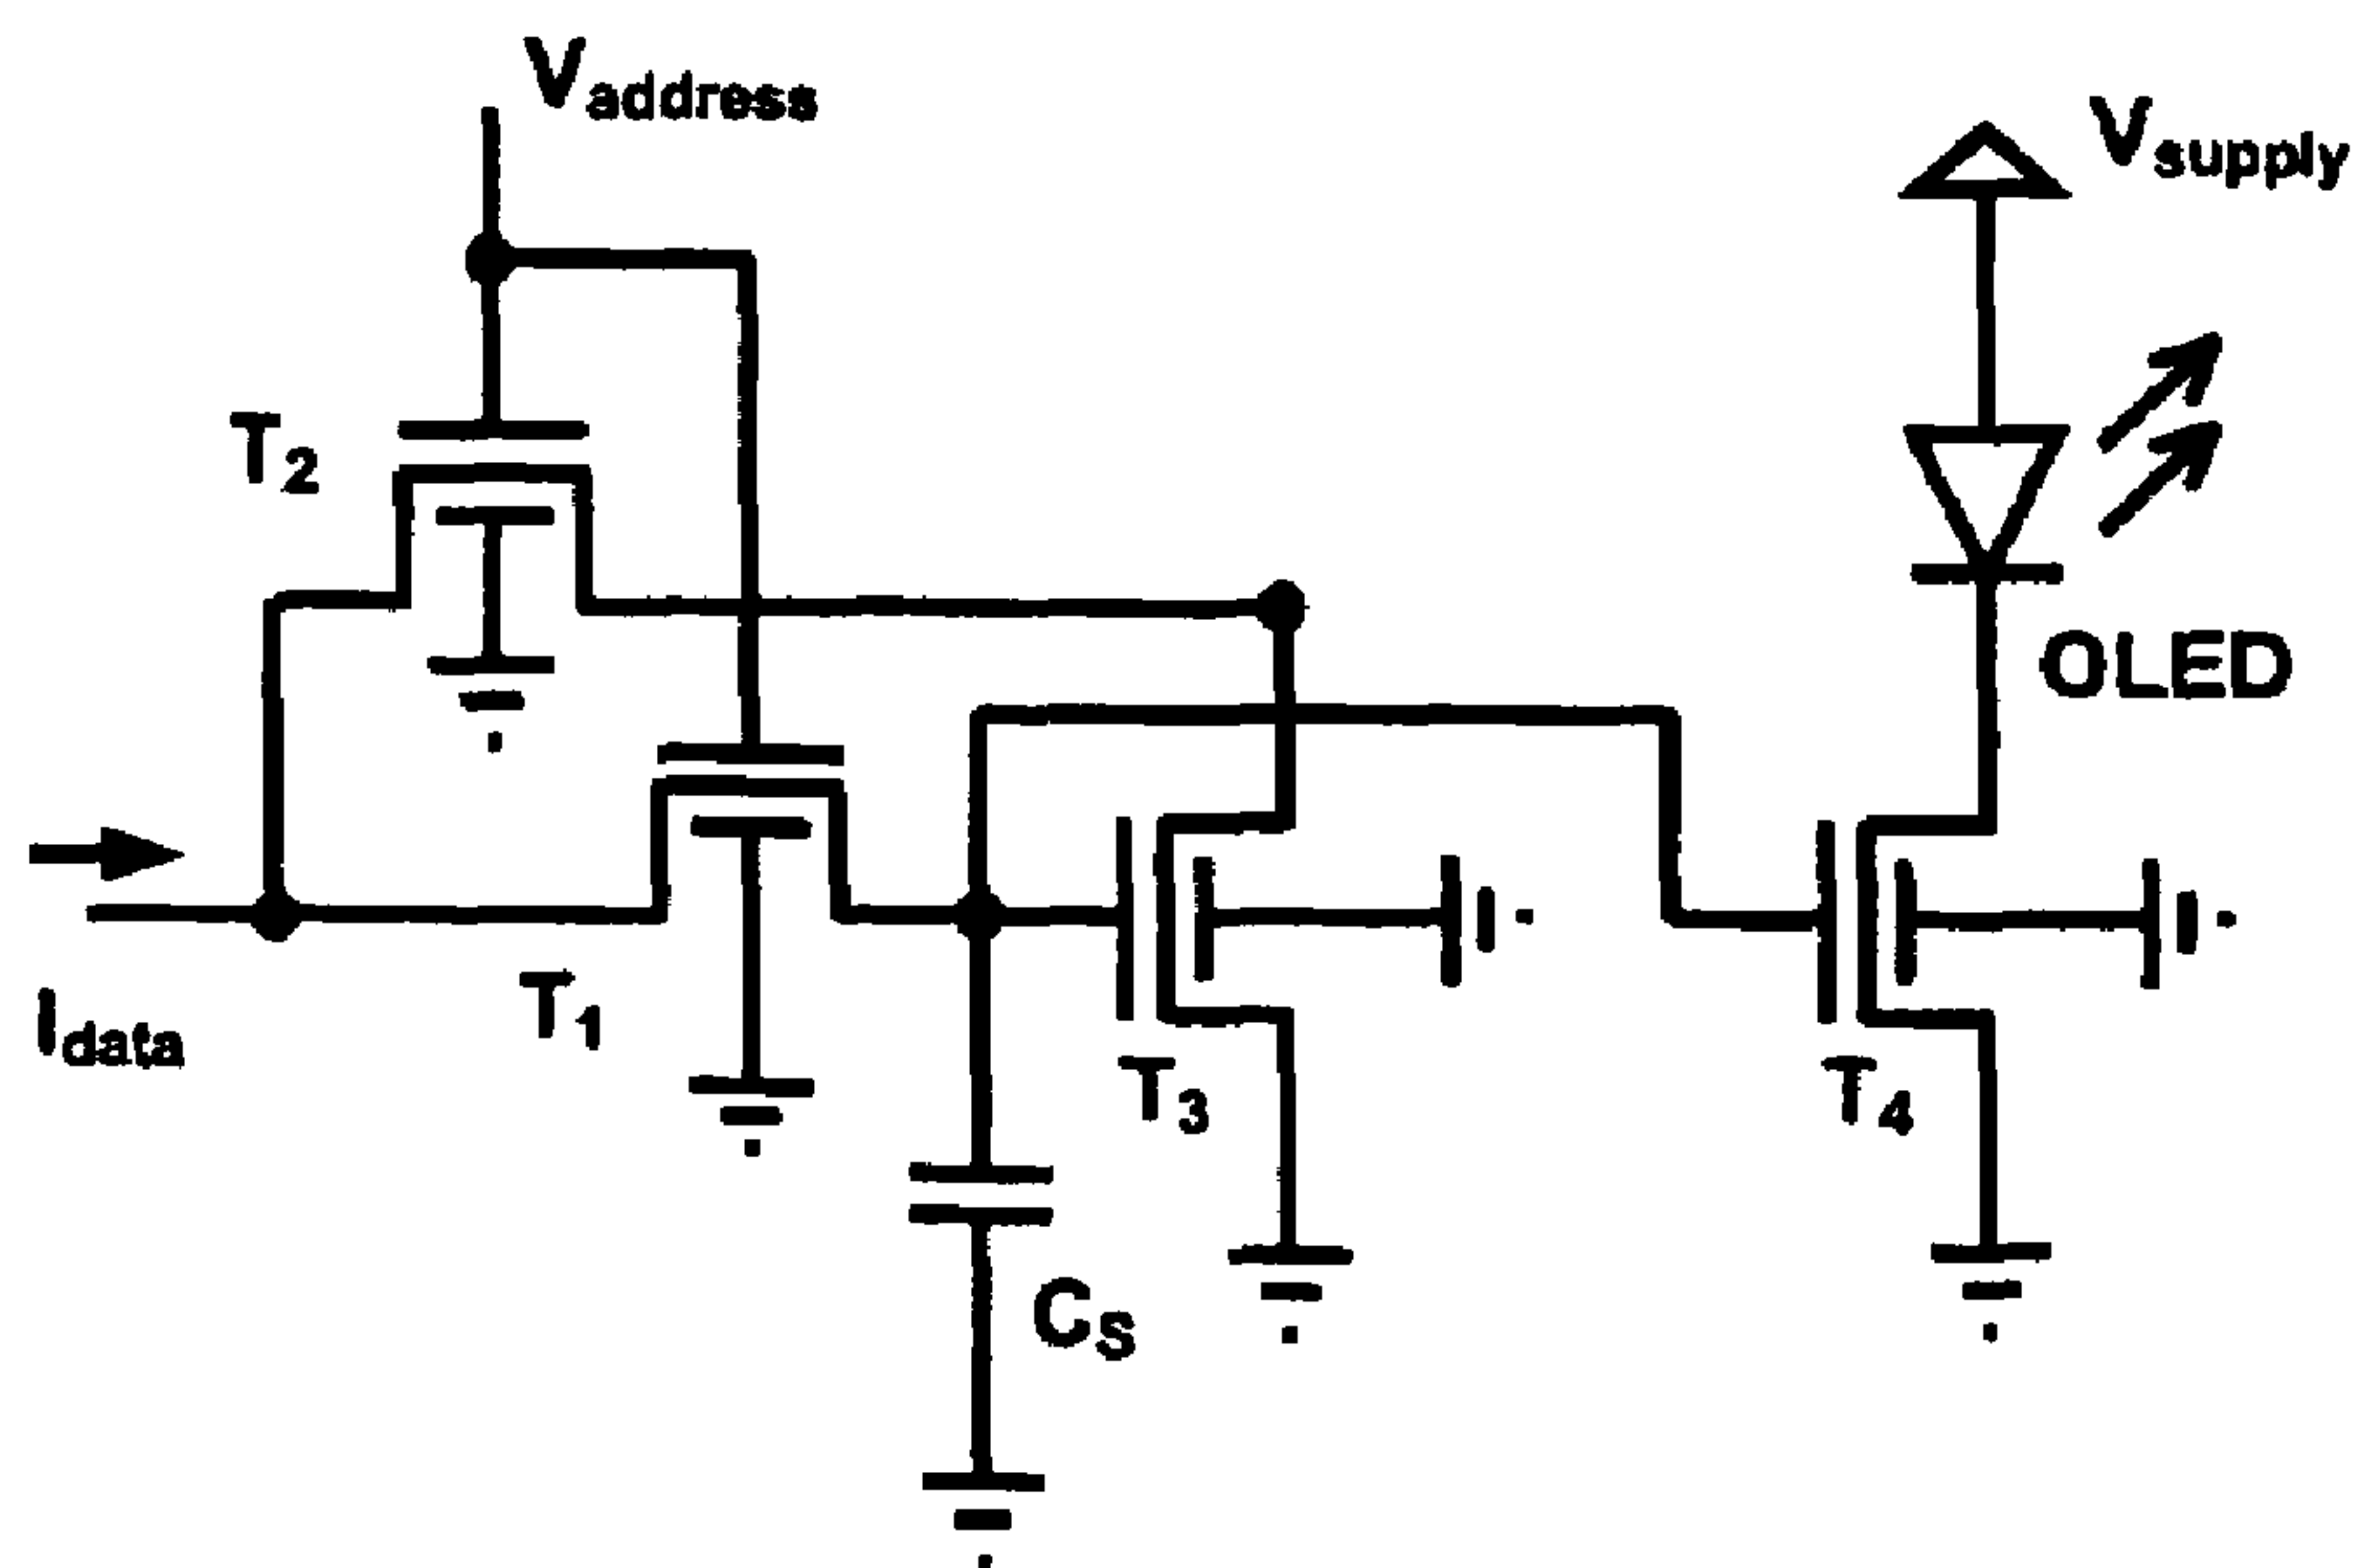 Vaddress
Vsupply
T2
OLED
Idata
T1
T3
T4
CS